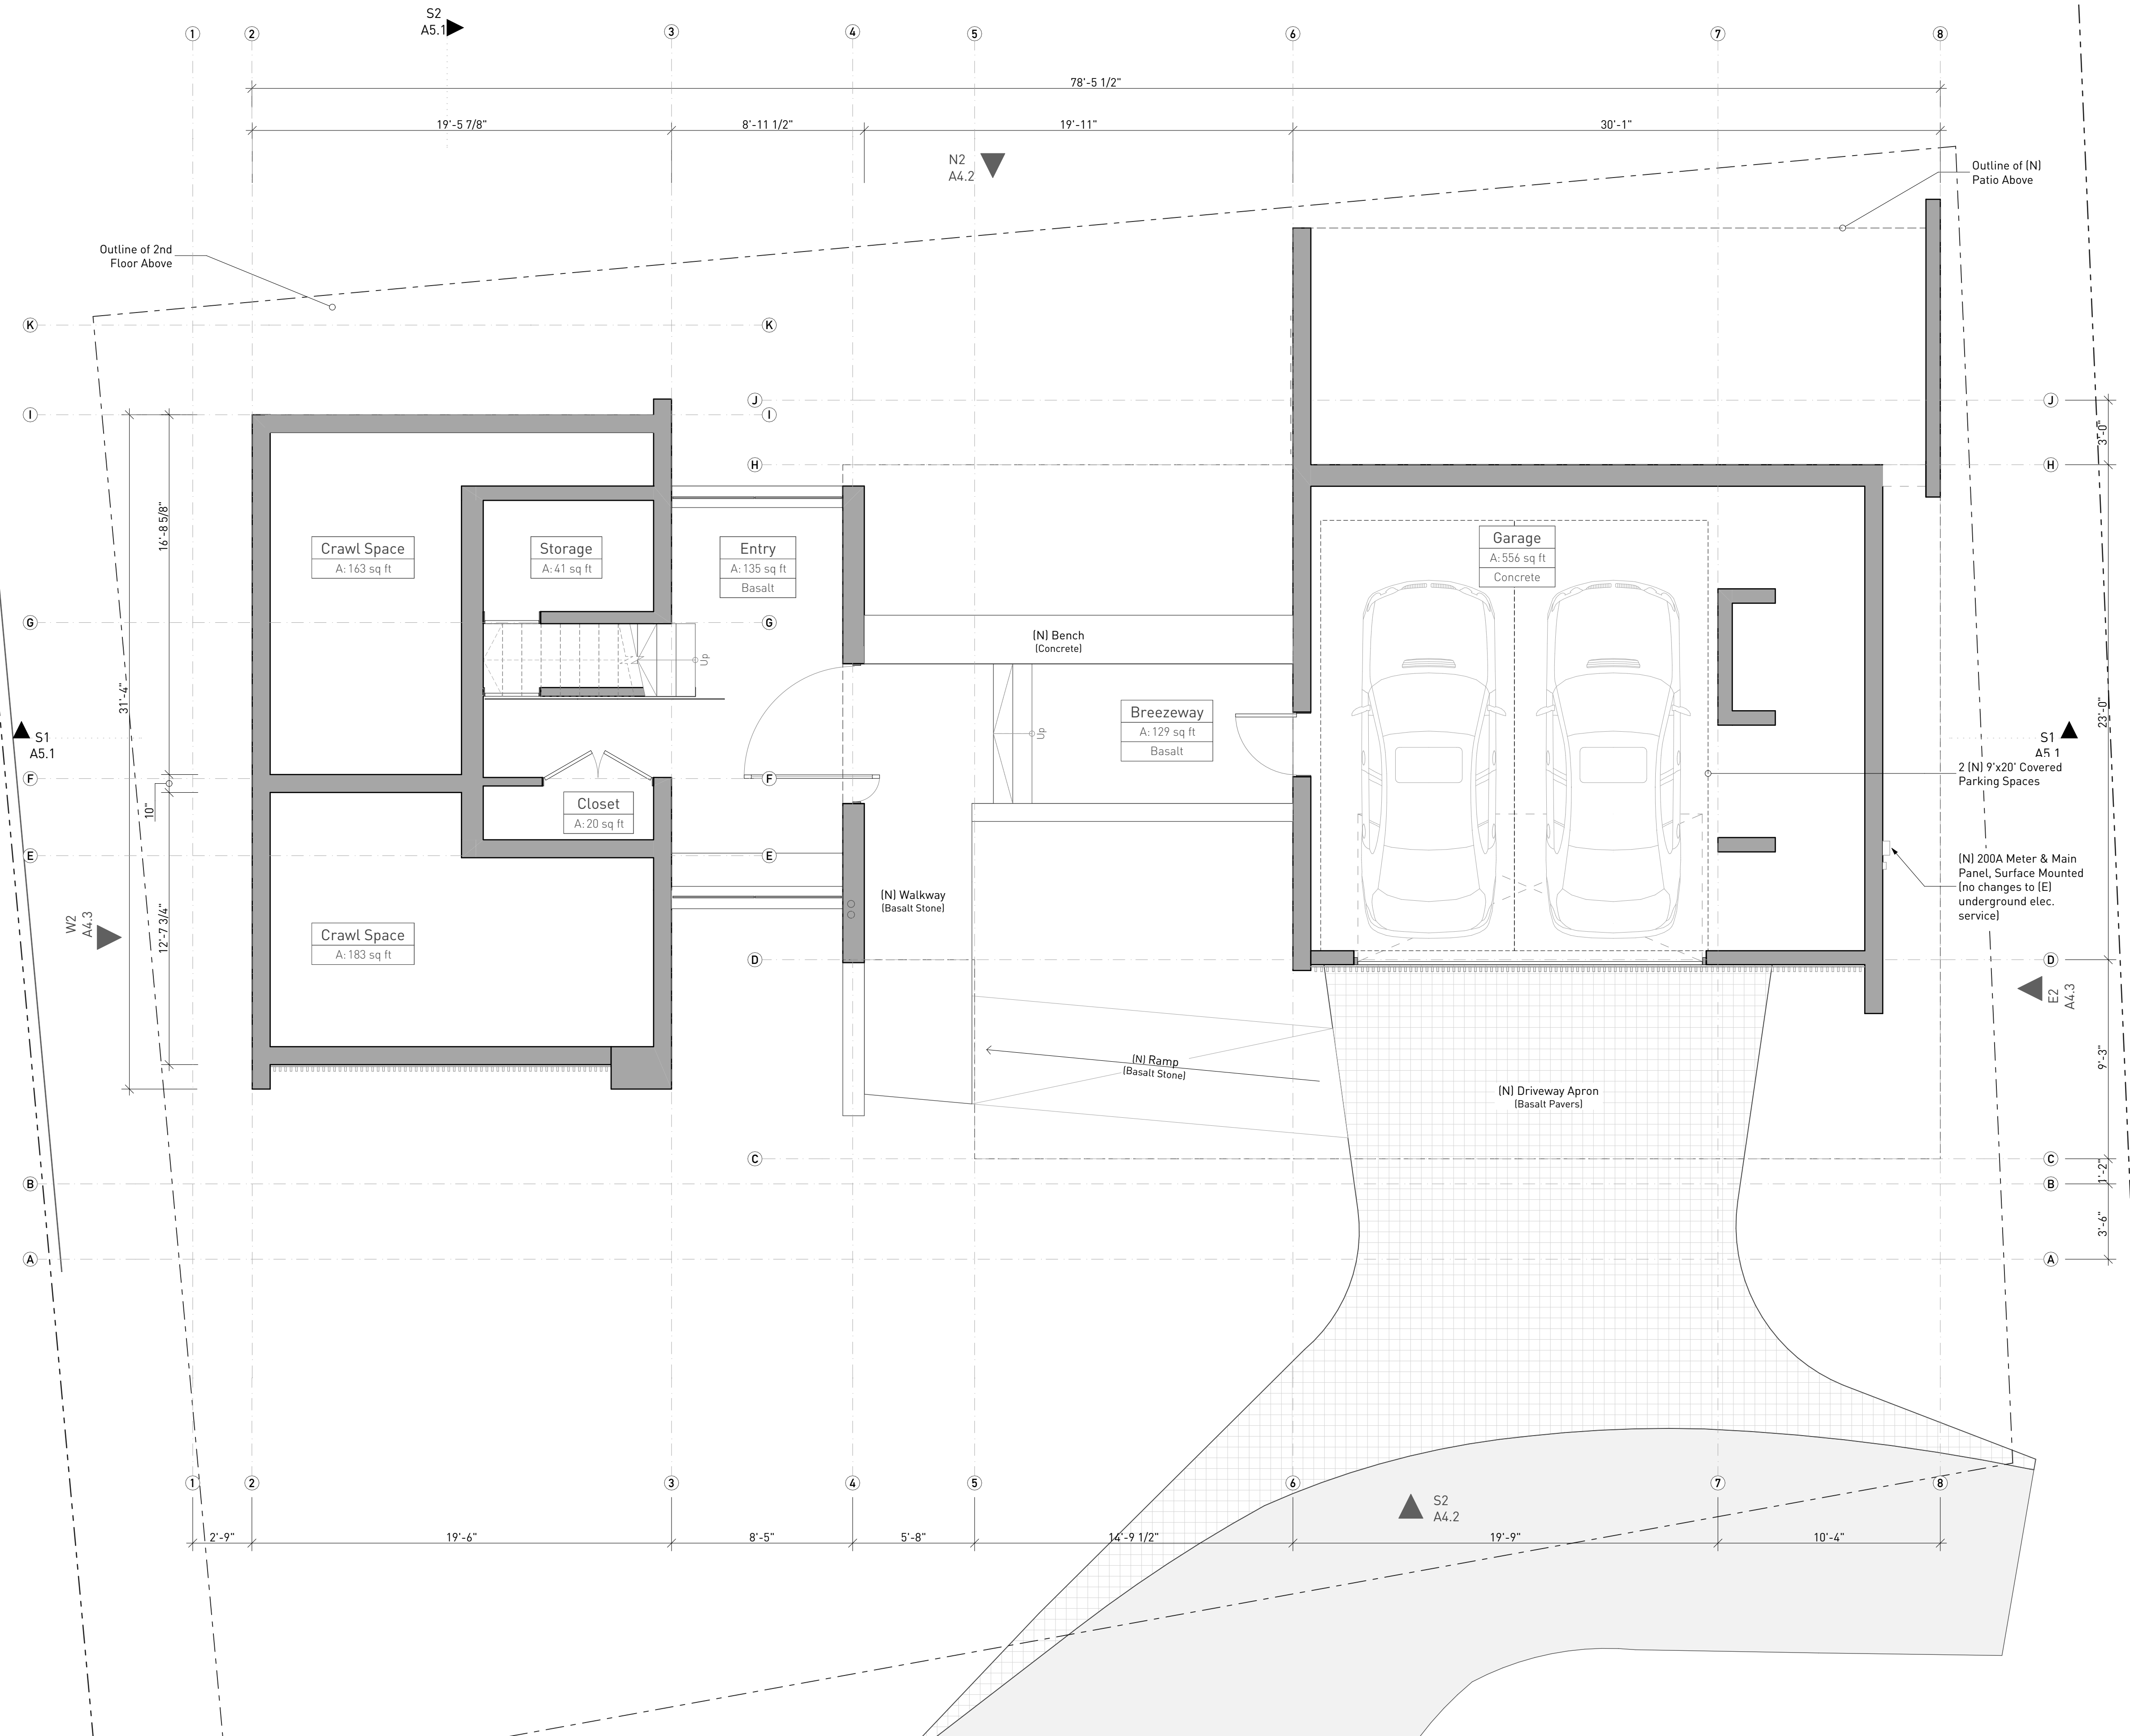 S2
A5.1
1
2
3
4
5
6
7
8
78'-5 1/2"
19'-5 7/8"
8'-11 1/2"
19'-11"
30'-1"
N2
A4.2
Outline of (N)
Patio Above
Outline of 2nd
Floor Above
K
K
J
J
I
I
3'-0"
H
H
16'-8 5/8"
Crawl Space
A: 163 sq ft
Storage
A: 41 sq ft
Entry
A: 135 sq ft
Basalt
Garage
A: 556 sq ft
Concrete
G
G
(N) Bench
(Concrete)
Up
31'-4"
Breezeway
A: 129 sq ft
Basalt
Up
23'-0"
S1
A5.1
S1
A5.1
2 (N) 9'x20' Covered
Parking Spaces
F
F
10"
Closet
A: 20 sq ft
E
E
(N) 200A Meter & Main
Panel, Surface Mounted
(no changes to (E)
underground elec.
service)
(N) Walkway
(Basalt Stone)
W2
A4.3
12'-7 3/4"
Crawl Space
A: 183 sq ft
D
D
E2
A4.3
(N) Ramp
(Basalt Stone)
9'-3"
(N) Driveway Apron
(Basalt Pavers)
C
C
1'-2"
B
B
3'-6"
A
A
1
2
3
4
5
6
7
8
S2
A4.2
2'-9"
19'-6"
8'-5"
5'-8"
14'-9 1/2"
19'-9"
10'-4"